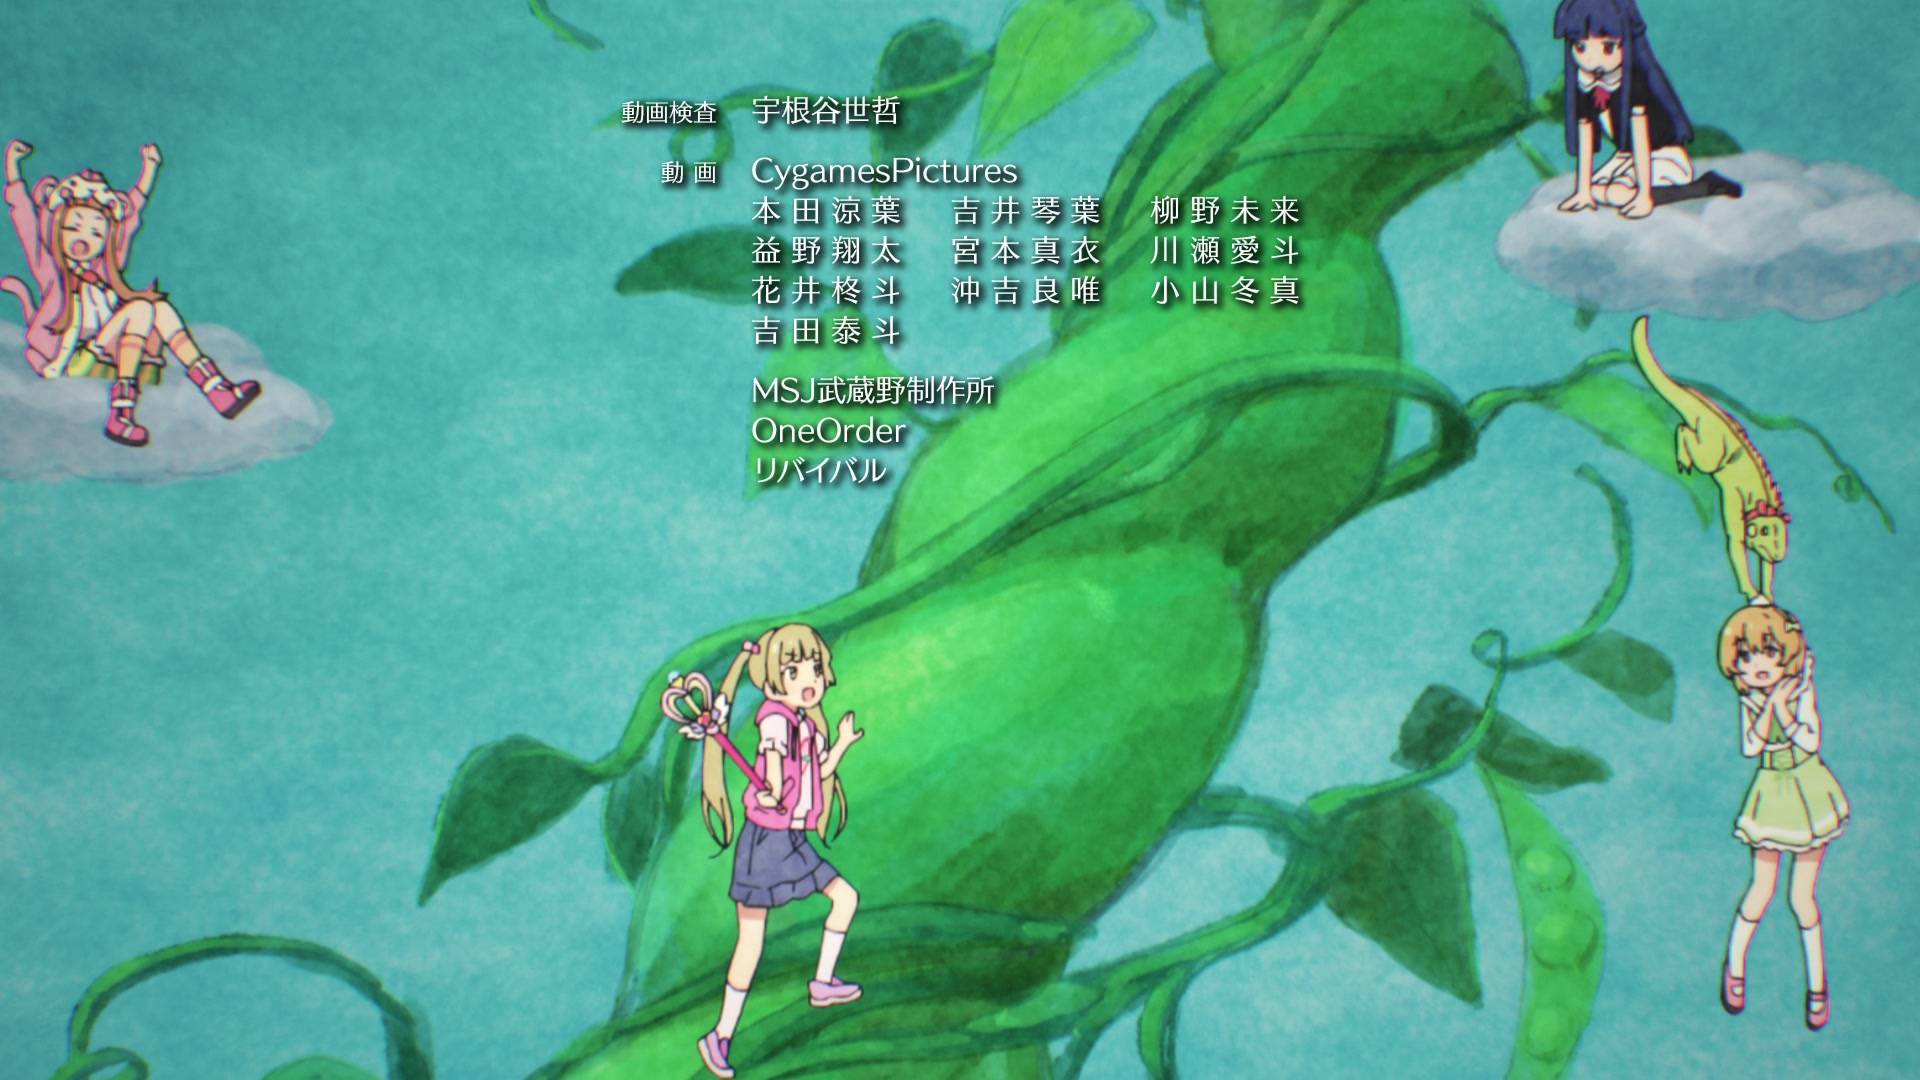 動画検査 宇根谷世哲
動画 CygamesPictures
本田涼葉 吉井琴葉 柳野未来
益野翔太 宮本真衣 川瀬愛斗
花井柊斗 沖吉良唯 小山冬真
吉田泰斗
MSJ武蔵野制作所
OneOrder
リバイバル